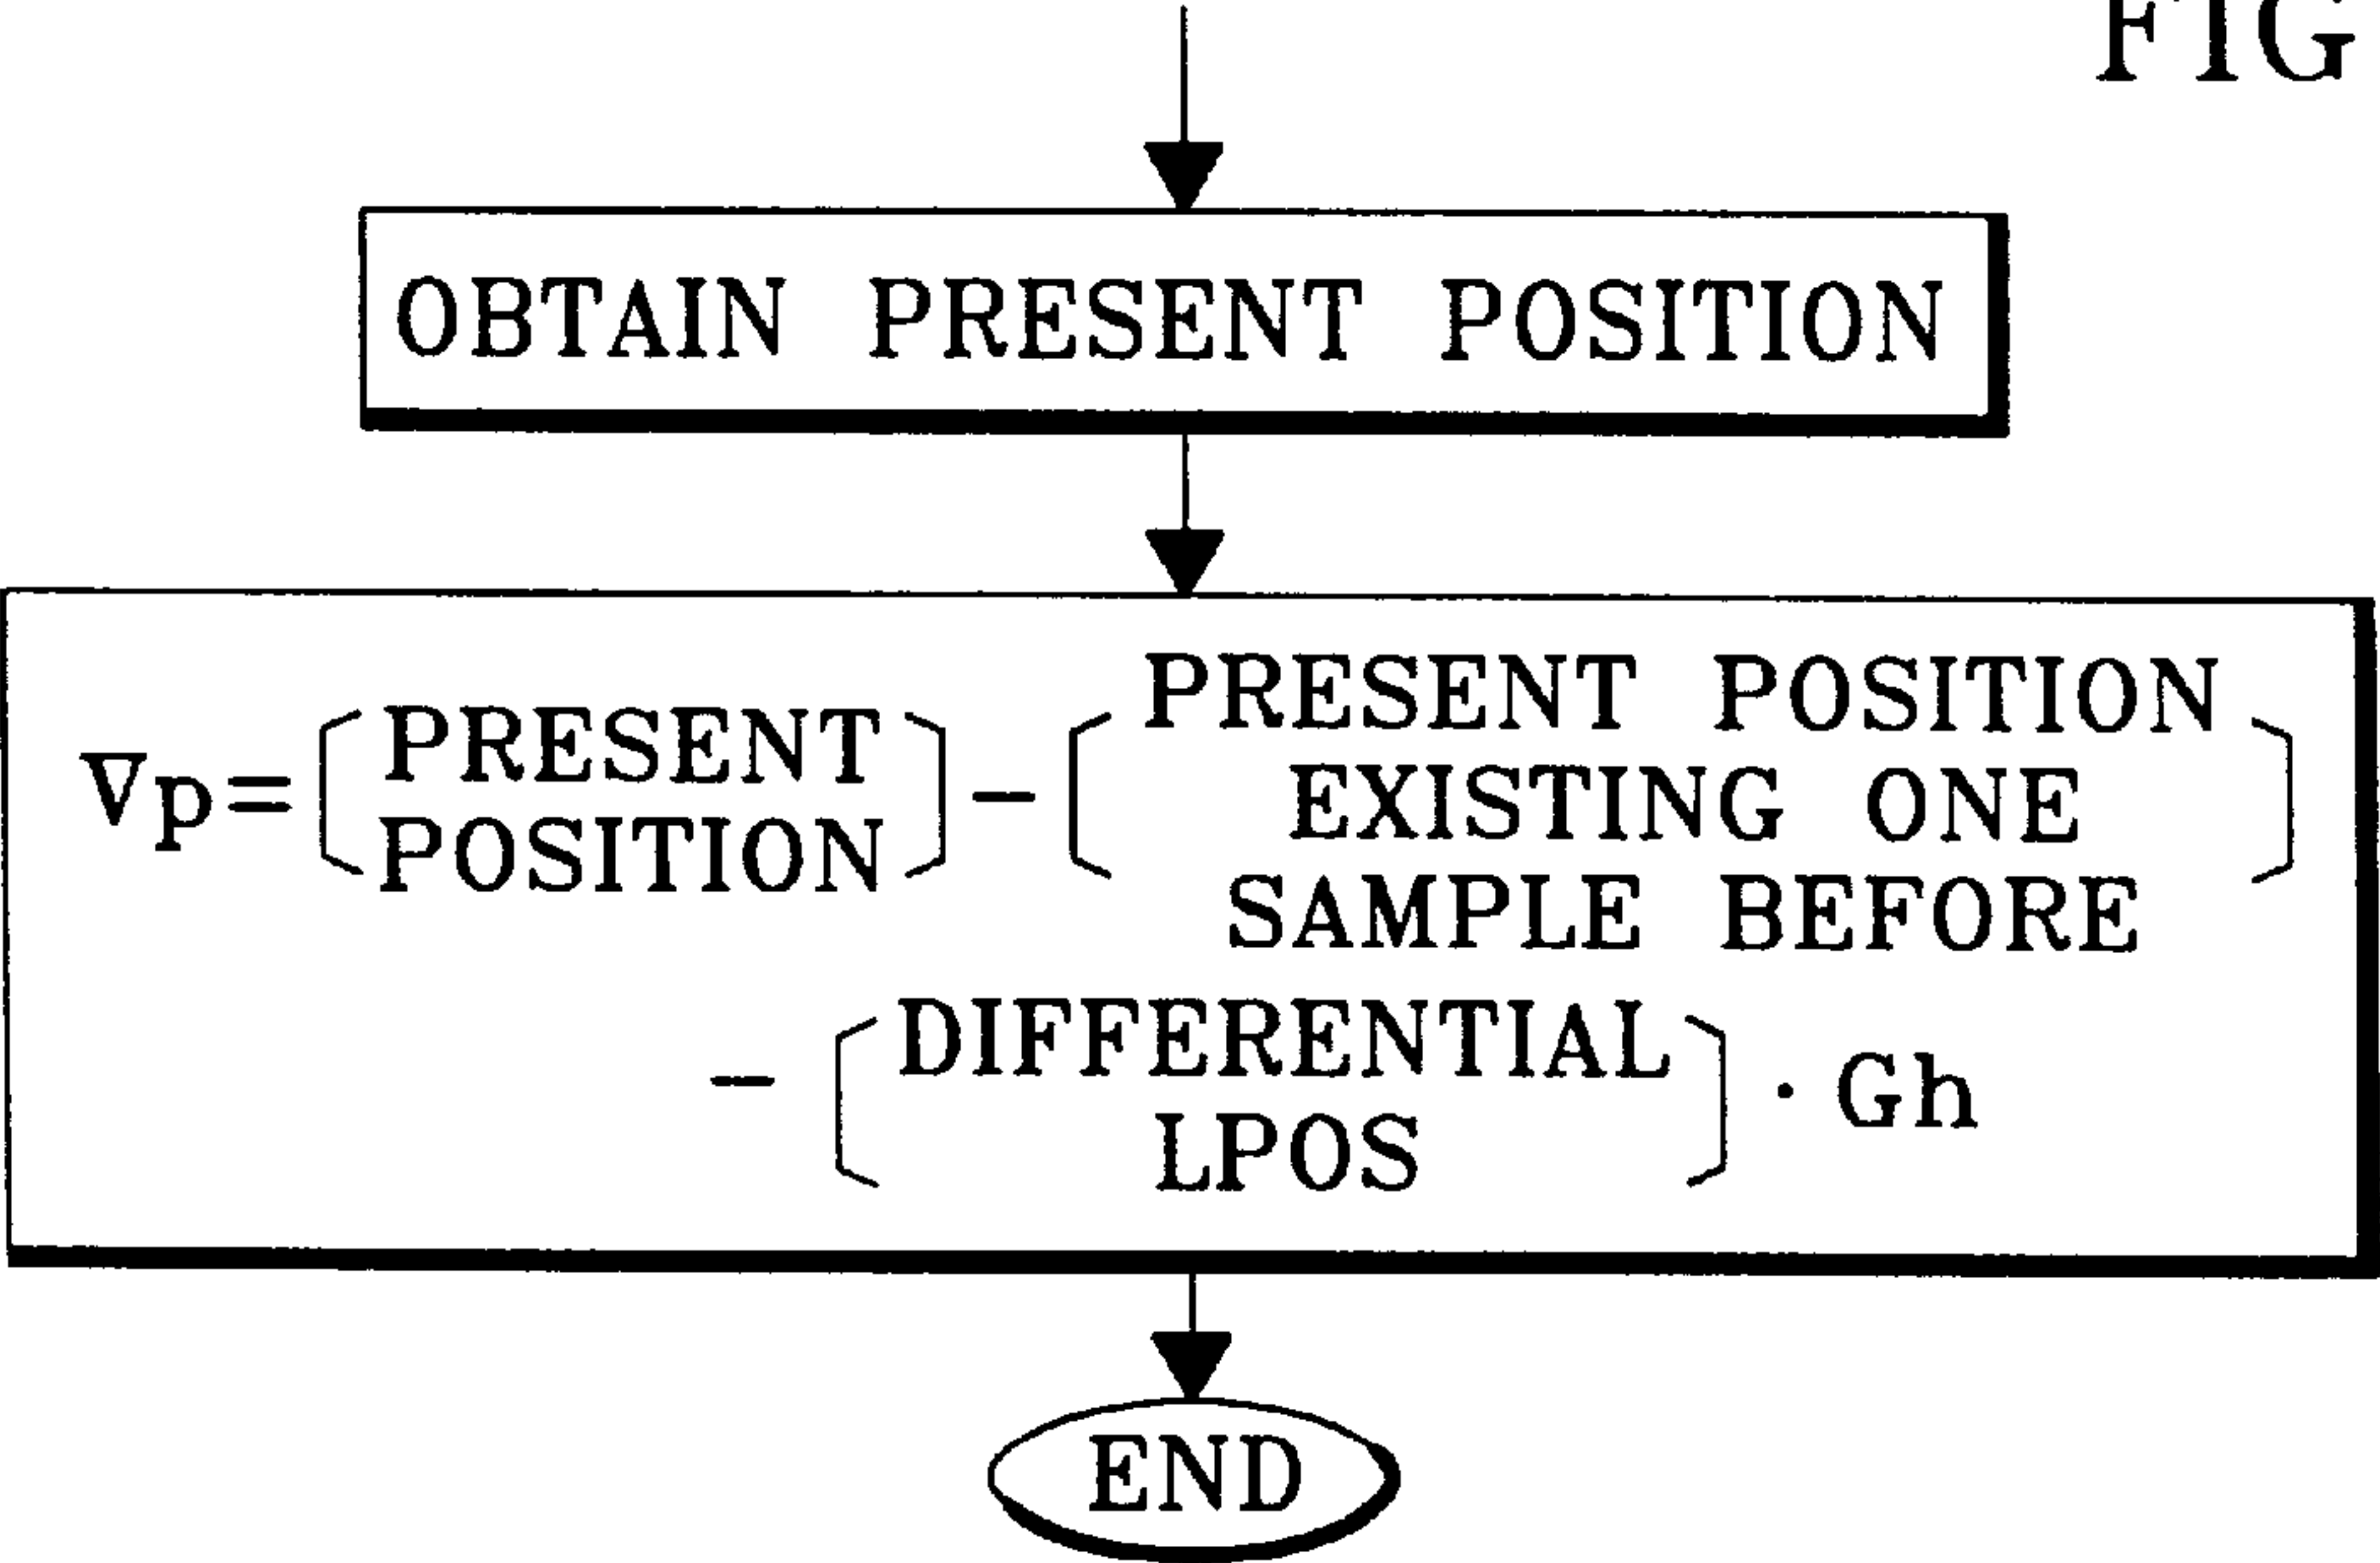 FIG
OBTAIN PRESENT POSITION
Vp=(PRESENT POSITION)-(PRESENT POSITION EXISTING ONE SAMPLE BEFORE)
-(DIFFERENTIAL LPOS)·Gh
END